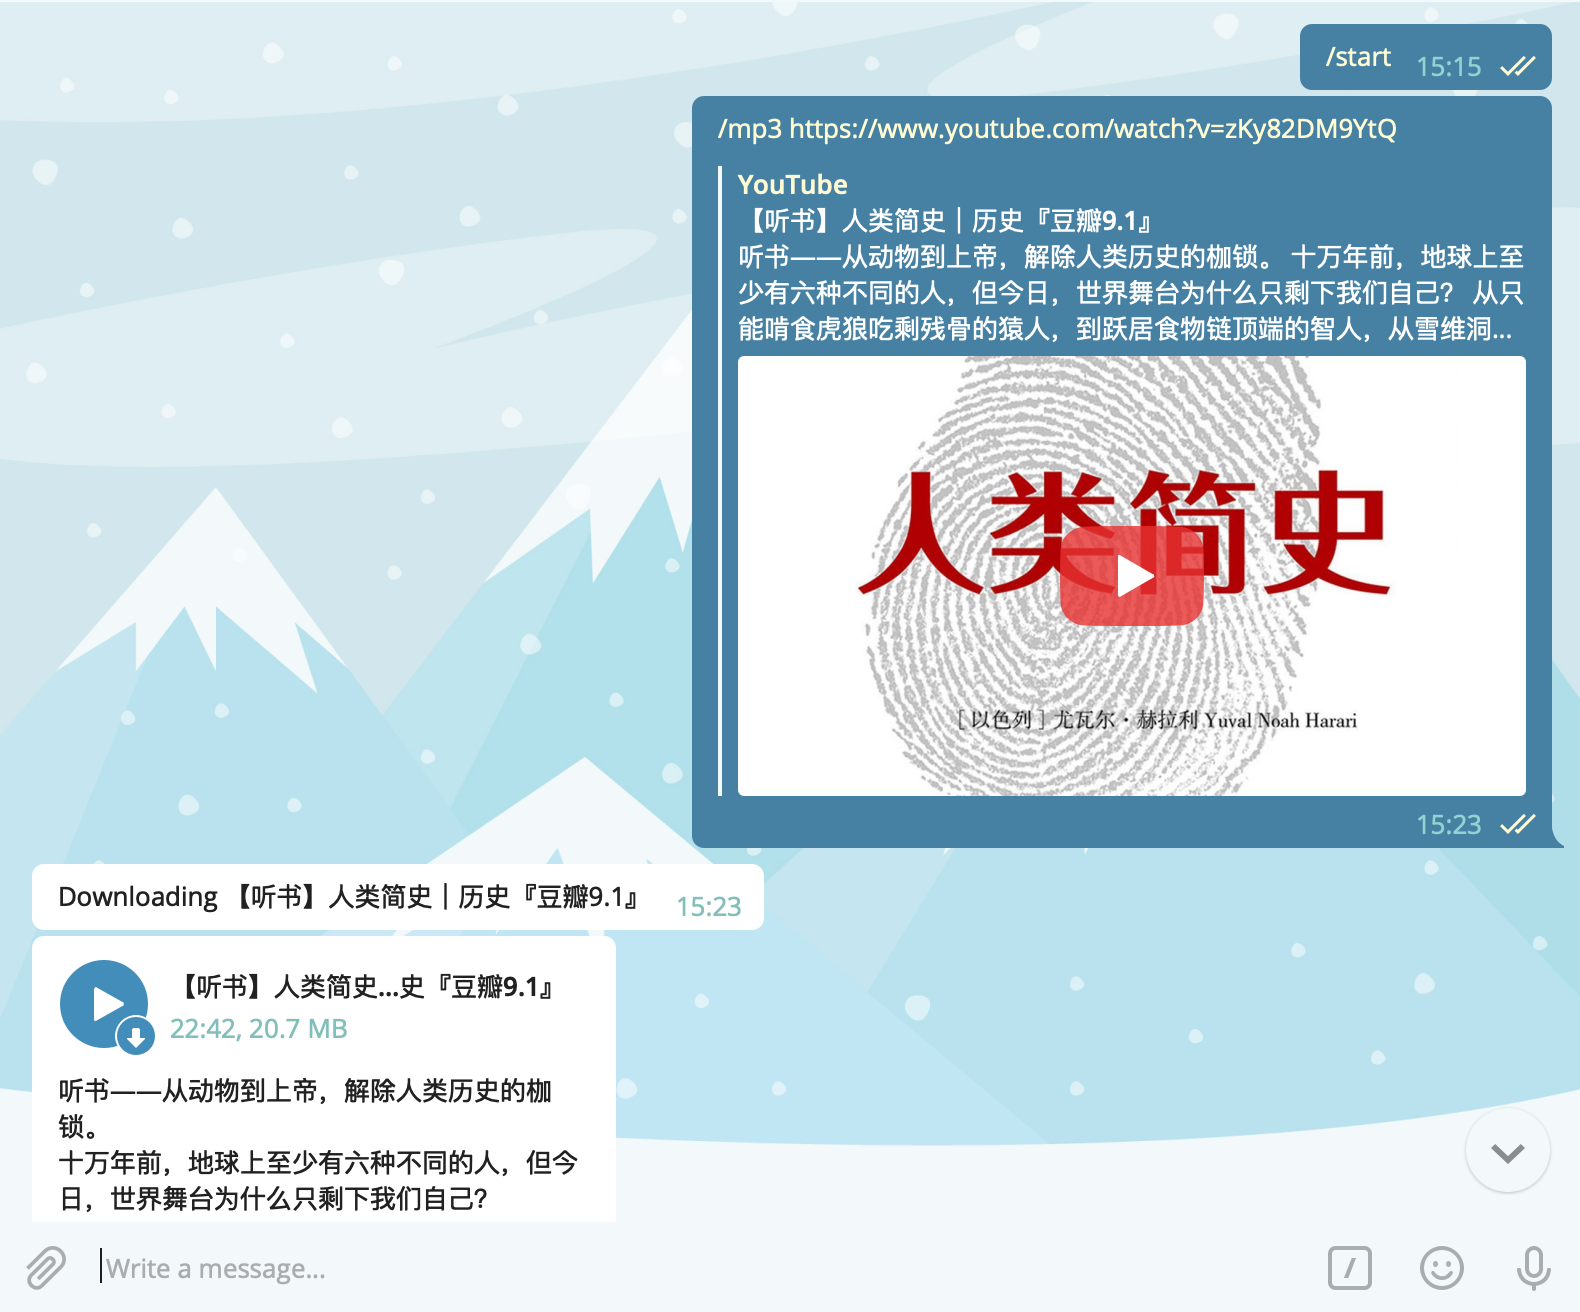 /start 15:15
/mp3 https://www.youtube.com/watch?v=zKy82DM9YtQ
YouTube
【听书】人类简史｜历史『豆瓣9.1』
听书——从动物到上帝，解除人类历史的枷锁。 十万年前，地球上至
少有六种不同的人，但今日，世界舞台为什么只剩下我们自己？ 从只
能啃食虎狼吃剩残骨的猿人，到跃居食物链顶端的智人，从雪维洞...
人类简史
［以色列］尤瓦尔·赫拉利 Yuval Noah Harari
15:23
Downloading 【听书】人类简史｜历史『豆瓣9.1』 15:23
【听书】人类简史...史『豆瓣9.1』
22:42, 20.7 MB
听书——从动物到上帝，解除人类历史的枷
锁。
十万年前，地球上至少有六种不同的人，但今
日，世界舞台为什么只剩下我们自己？
Write a message...